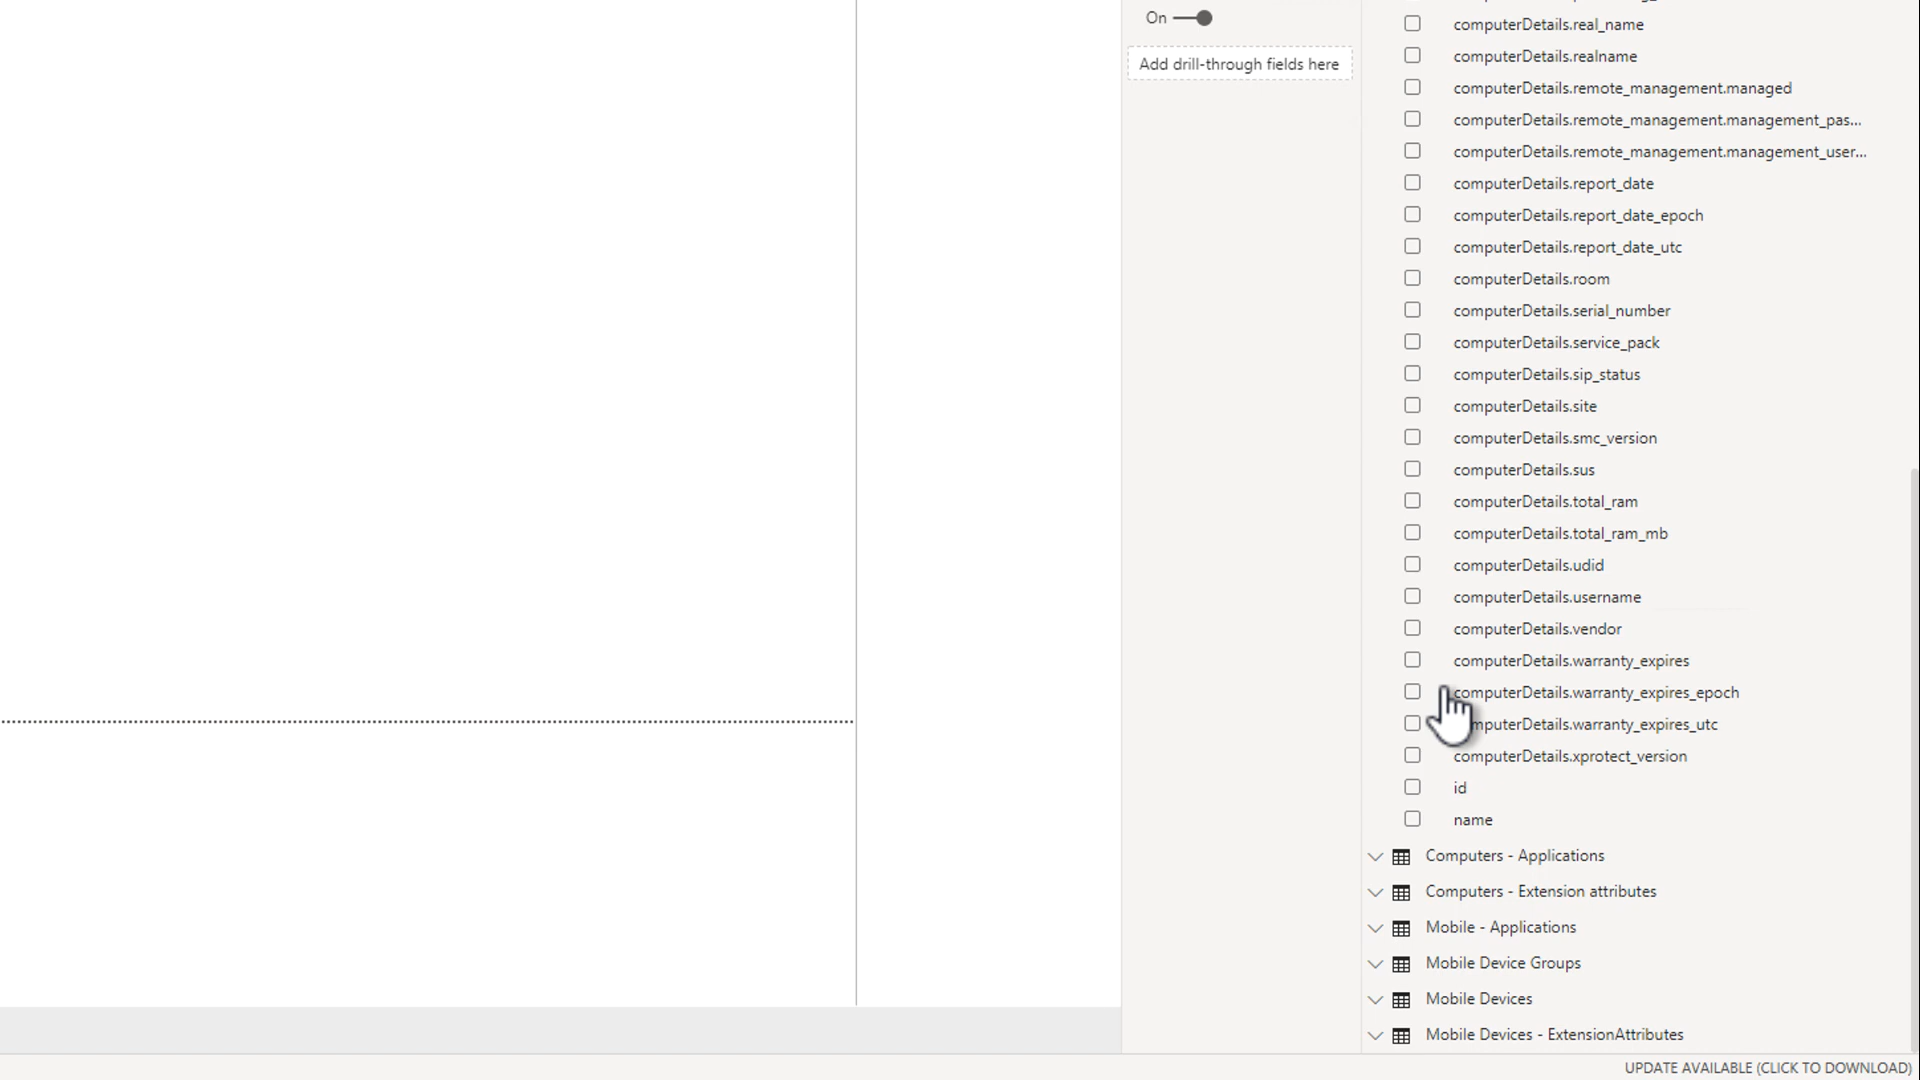 On
Add drill-through fields here
computerDetails.real_name
computerDetails.realname
computerDetails.remote_management.managed
computerDetails.remote_management.management_pas...
computerDetails.remote_management.management_user...
computerDetails.report_date
computerDetails.report_date_epoch
computerDetails.report_date_utc
computerDetails.room
computerDetails.serial_number
computerDetails.service_pack
computerDetails.sip_status
computerDetails.site
computerDetails.smc_version
computerDetails.sus
computerDetails.total_ram
computerDetails.total_ram_mb
computerDetails.udid
computerDetails.username
computerDetails.vendor
computerDetails.warranty_expires
computerDetails.warranty_expires_epoch
mputerDetails.warranty_expires_utc
computerDetails.xprotect_version
id
name
Computers - Applications
Computers - Extension attributes
Mobile - Applications
Mobile Device Groups
Mobile Devices
Mobile Devices - ExtensionAttributes
UPDATE AVAILABLE (CLICK TO DOWNLOAD)